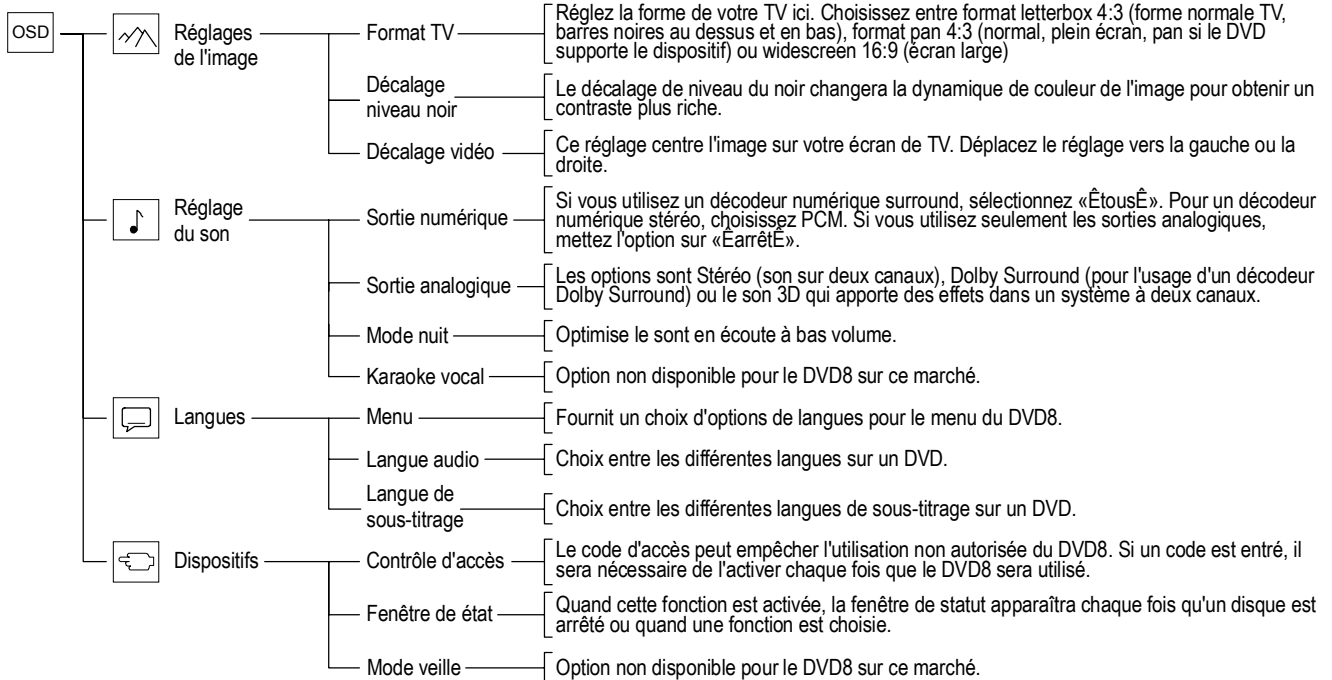 OSD
Réglages
de l'image
Format TV
Réglez la forme de votre TV ici. Choisissez entre format letterbox 4:3 (forme normale TV,
barres noires au dessus et en bas), format pan 4:3 (normal, plein écran, pan si le DVD
supporte le dispositif) ou widescreen 16:9 (écran large)
Décalage
niveau noir
Le décalage de niveau du noir changera la dynamique de couleur de l'image pour obtenir un
contraste plus riche.
Décalage vidéo
Ce réglage centre l'image sur votre écran de TV. Déplacez le réglage vers la gauche ou la
droite.
Réglage
du son
Sortie numérique
Si vous utilisez un décodeur numérique surround, sélectionnez «ÊtousÊ». Pour un décodeur
numérique stéréo, choisissez PCM. Si vous utilisez seulement les sorties analogiques,
mettez l'option sur «ÊarrêtÊ».
Sortie analogique
Les options sont Stéréo (son sur deux canaux), Dolby Surround (pour l'usage d'un décodeur
Dolby Surround) ou le son 3D qui apporte des effets dans un système à deux canaux.
Mode nuit
Optimise le sont en écoute à bas volume.
Karaoke vocal
Option non disponible pour le DVD8 sur ce marché.
Langues
Menu
Fournit un choix d'options de langues pour le menu du DVD8.
Langue audio
Choix entre les différentes langues sur un DVD.
Langue de
sous-titrage
Choix entre les différentes langues de sous-titrage sur un DVD.
Dispositifs
Contrôle d'accès
Le code d'accès peut empêcher l'utilisation non autorisée du DVD8. Si un code est entré, il
sera nécessaire de l'activer chaque fois que le DVD8 sera utilisé.
Fenêtre de état
Quand cette fonction est activée, la fenêtre de statut apparaîtra chaque fois qu'un disque est
arrêté ou quand une fonction est choisie.
Mode veille
Option non disponible pour le DVD8 sur ce marché.